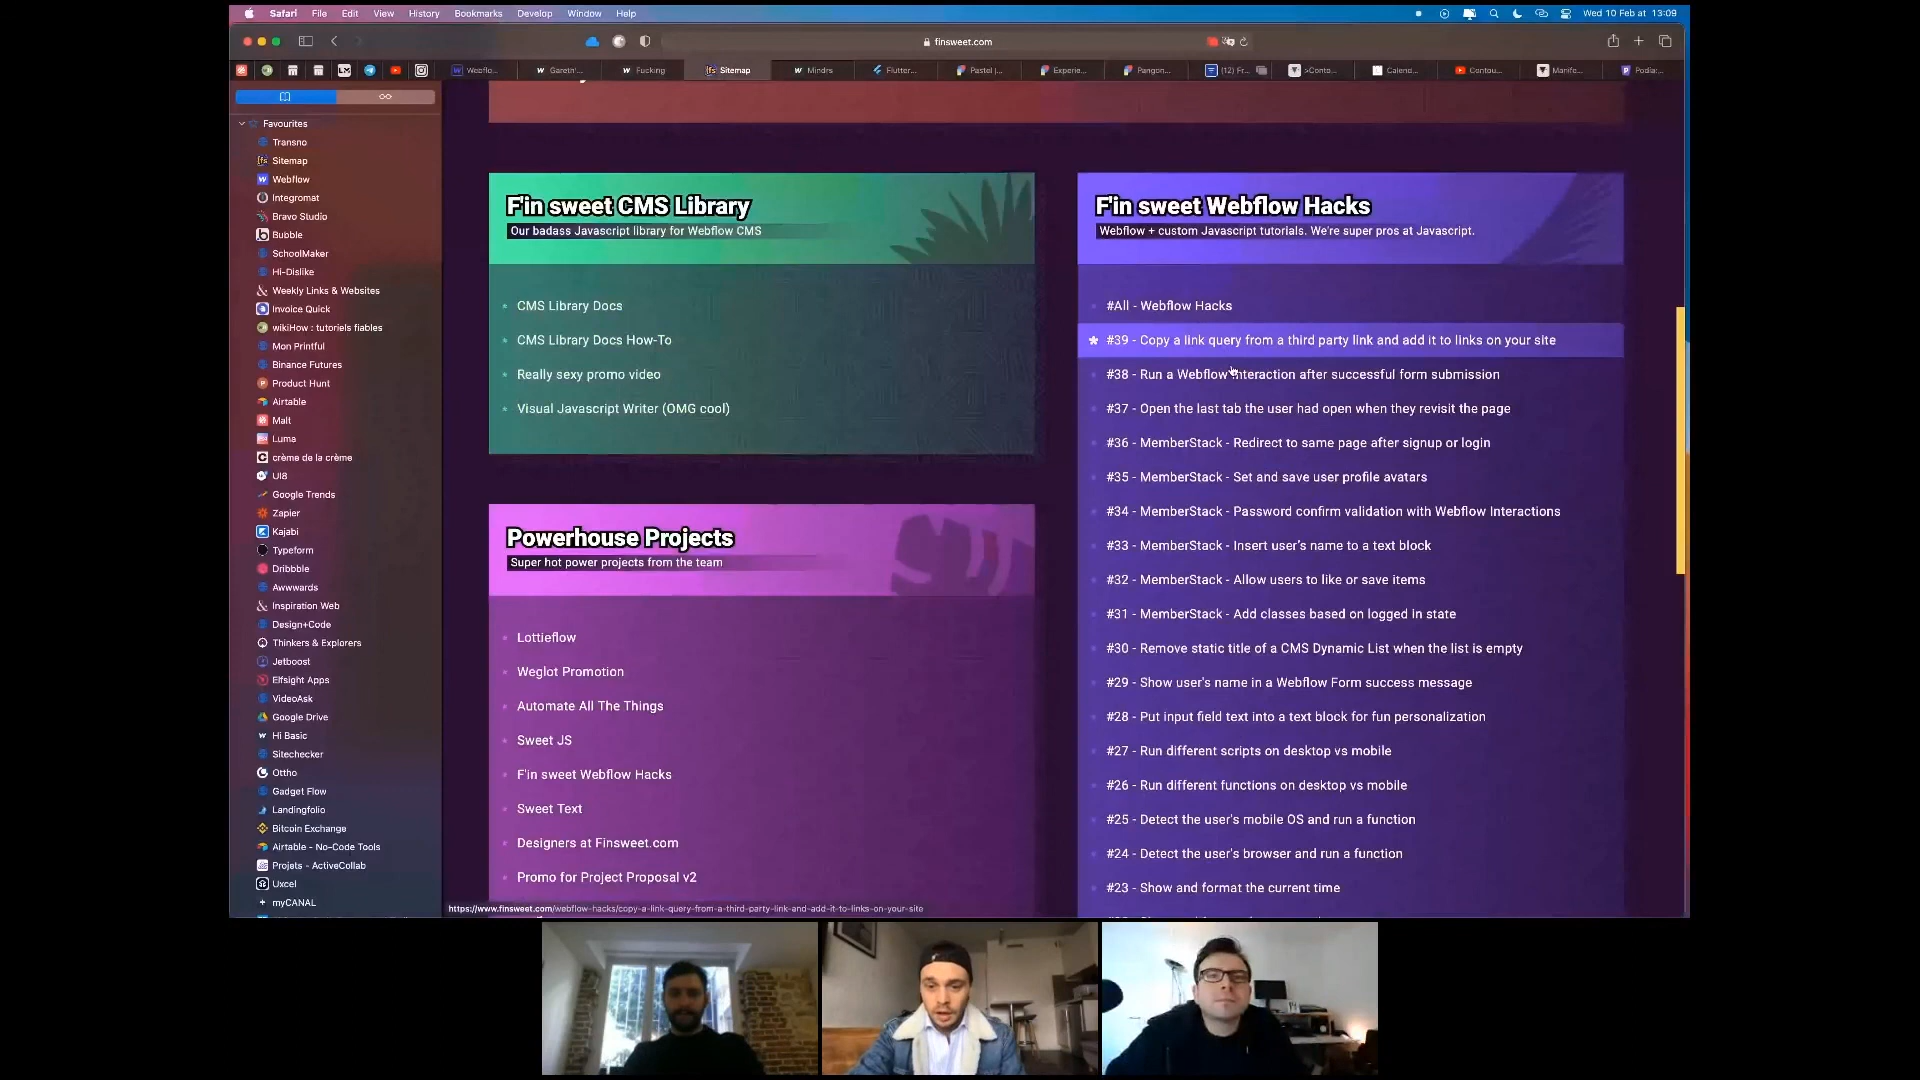 Safari File Edit View History Bookmarks Develop Window Help
Wed 10 Feb at 13:09
finsweet.com
Webflo...
Gareth'...
Fucking
Sitemap
Mindrs
Flutter...
Pastel |...
Experie...
Pangon...
(12) Fr...
>Conto...
Calend...
Contou...
Manifo...
Podia:...
Favourites
Transno
Sitemap
Webflow
Integromat
Bravo Studio
Bubble
SchoolMaker
Hi-Dislike
Weekly Links & Websites
Invoice Quick
wikiHow : tutoriels fiables
Mon Printful
Binance Futures
Product Hunt
Airtable
Malt
Luma
crème de la crème
UI8
Google Trends
Zapier
Kajabi
Typeform
Dribbble
Awwwards
Inspiration Web
Design+Code
Thinkers & Explorers
Jetboost
Elfsight Apps
VideoAsk
Google Drive
Hi Basic
Sitechecker
Ottho
Gadget Flow
Landingfolio
Bitcoin Exchange
Airtable - No-Code Tools
Projets - ActiveCollab
Uxcel
myCANAL
F'in sweet CMS Library
Our badass Javascript library for Webflow CMS
CMS Library Docs
CMS Library Docs How-To
Really sexy promo video
Visual Javascript Writer (OMG cool)
Powerhouse Projects
Super hot power projects from the team
Lottieflow
Weglot Promotion
Automate All The Things
Sweet JS
F'in sweet Webflow Hacks
Sweet Text
Designers at Finsweet.com
Promo for Project Proposal v2
F'in sweet Webflow Hacks
Webflow + custom Javascript tutorials. We're super pros at Javascript.
#All - Webflow Hacks
#39 - Copy a link query from a third party link and add it to links on your site
#38 - Run a Webflow interaction after successful form submission
#37 - Open the last tab the user had open when they revisit the page
#36 - MemberStack - Redirect to same page after signup or login
#35 - MemberStack - Set and save user profile avatars
#34 - MemberStack - Password confirm validation with Webflow Interactions
#33 - MemberStack - Insert user's name to a text block
#32 - MemberStack - Allow users to like or save items
#31 - MemberStack - Add classes based on logged in state
#30 - Remove static title of a CMS Dynamic List when the list is empty
#29 - Show user's name in a Webflow Form success message
#28 - Put input field text into a text block for fun personalization
#27 - Run different scripts on desktop vs mobile
#26 - Run different functions on desktop vs mobile
#25 - Detect the user's mobile OS and run a function
#24 - Detect the user's browser and run a function
#23 - Show and format the current time
https://www.finsweet.com/webflow-hacks/copy-a-link-query-from-a-third-party-link-and-add-it-to-links-on-your-site